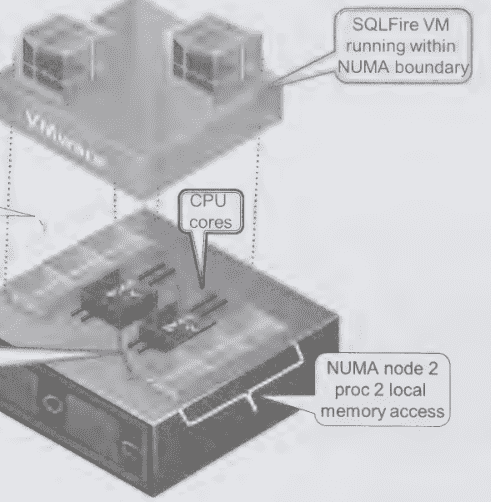 SQLFire VM
running within
NUMA boundary
VMware
CPU
cores
NUMA node 2
proc 2 local
memory access